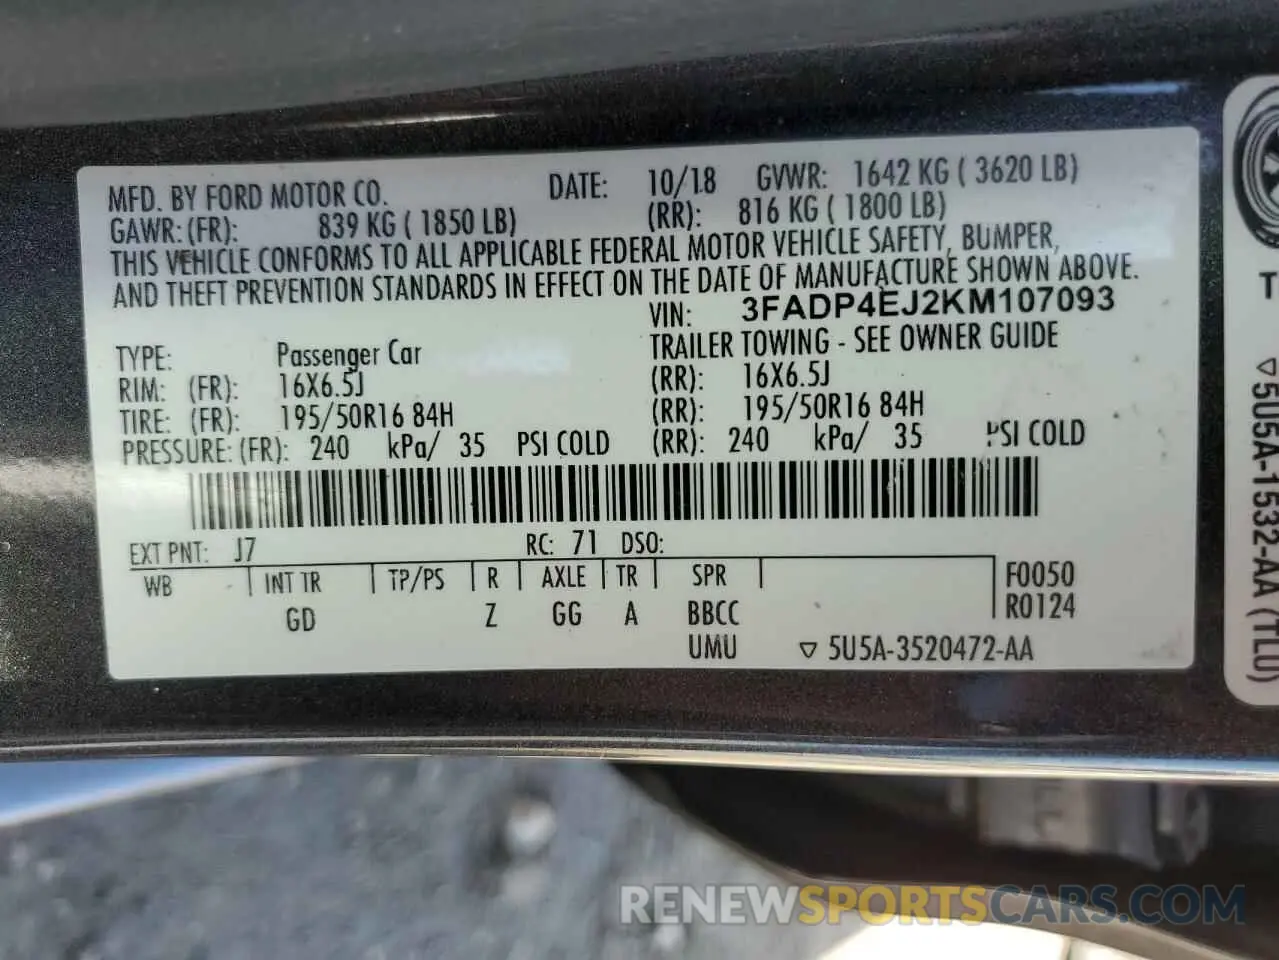 MFD. BY FORD MOTOR CO. DATE: 10/18 GVWR: 1642 KG ( 3620 LB)
GAWR: (FR): 839 KG ( 1850 LB) (RR): 816 KG ( 1800 LB)
THIS VEHICLE CONFORMS TO ALL APPLICABLE FEDERAL MOTOR VEHICLE SAFETY, BUMPER,
AND THEFT PREVENTION STANDARDS IN EFFECT ON THE DATE OF MANUFACTURE SHOWN ABOVE.
VIN: 3FADP4EJ2KM107093
TYPE: Passenger Car TRAILER TOWING - SEE OWNER GUIDE
RIM: (FR): 16X6.5J (RR): 16X6.5J
TIRE: (FR): 195/50R16 84H (RR): 195/50R16 84H
PRESSURE: (FR): 240 kPa/ 35 PSI COLD (RR): 240 kPa/ 35 PSI COLD
EXT PNT: J7 RC: 71 DSO:
WB INT TR TP/PS R AXLE TR SPR F0050
GD Z GG A BBCC R0124
UMU ▽ 5U5A-3520472-AA
T ▽5U5A-1532-AA (TL0)
RENEWSPORTSCARS.COM